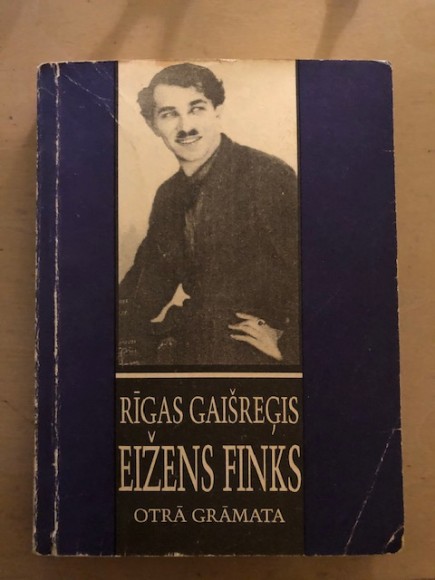 RĪGAS GAIŠREĢIS
EIŽENS FINKS
OTRĀ GRĀMATA